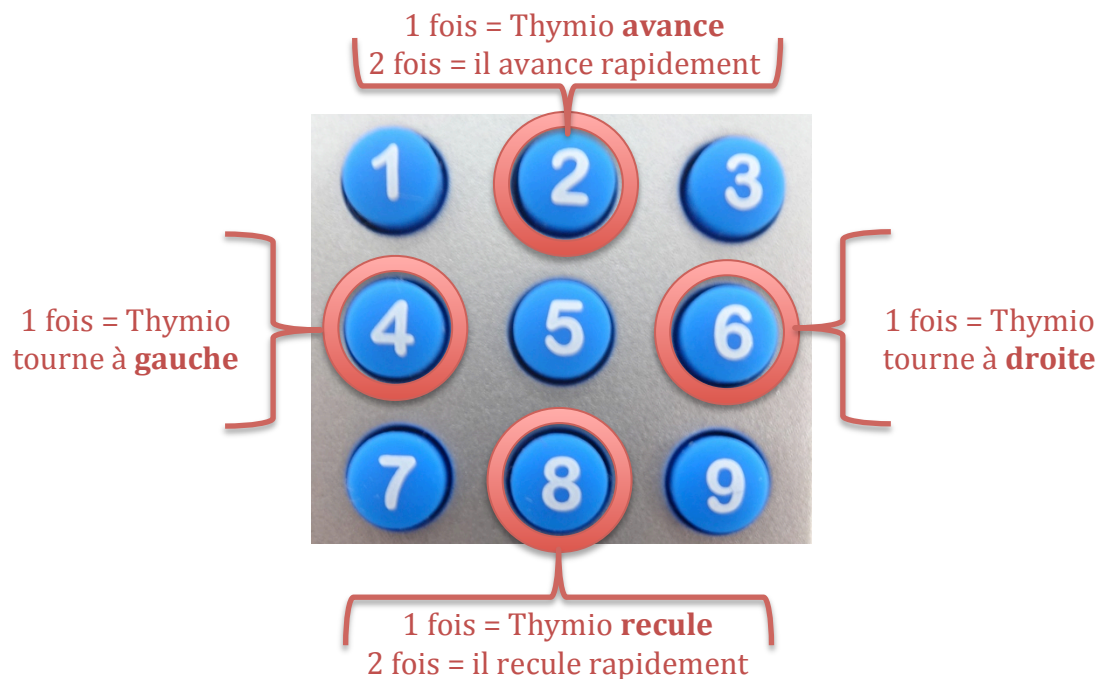 1 fois = Thymio avance
2 fois = il avance rapidement
1 2 3
1 fois = Thymio
tourne à gauche
4 5 6
1 fois = Thymio
tourne à droite
7 8 9
1 fois = Thymio recule
2 fois = il recule rapidement